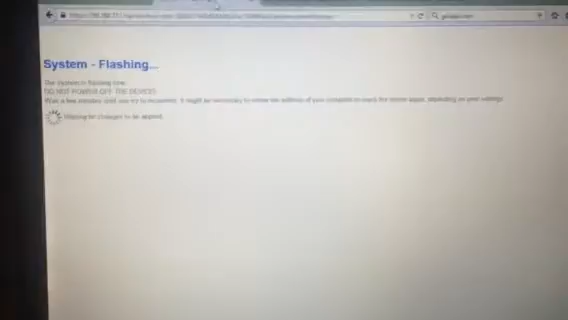 System - Flashing...
The system is flashing now.
DO NOT POWER OFF THE DEVICE!
Wait a few minutes until you try to reconnect. It might be necessary to renew the address of your computer to reach the device again, depending on your settings.
Waiting for changes to be applied...